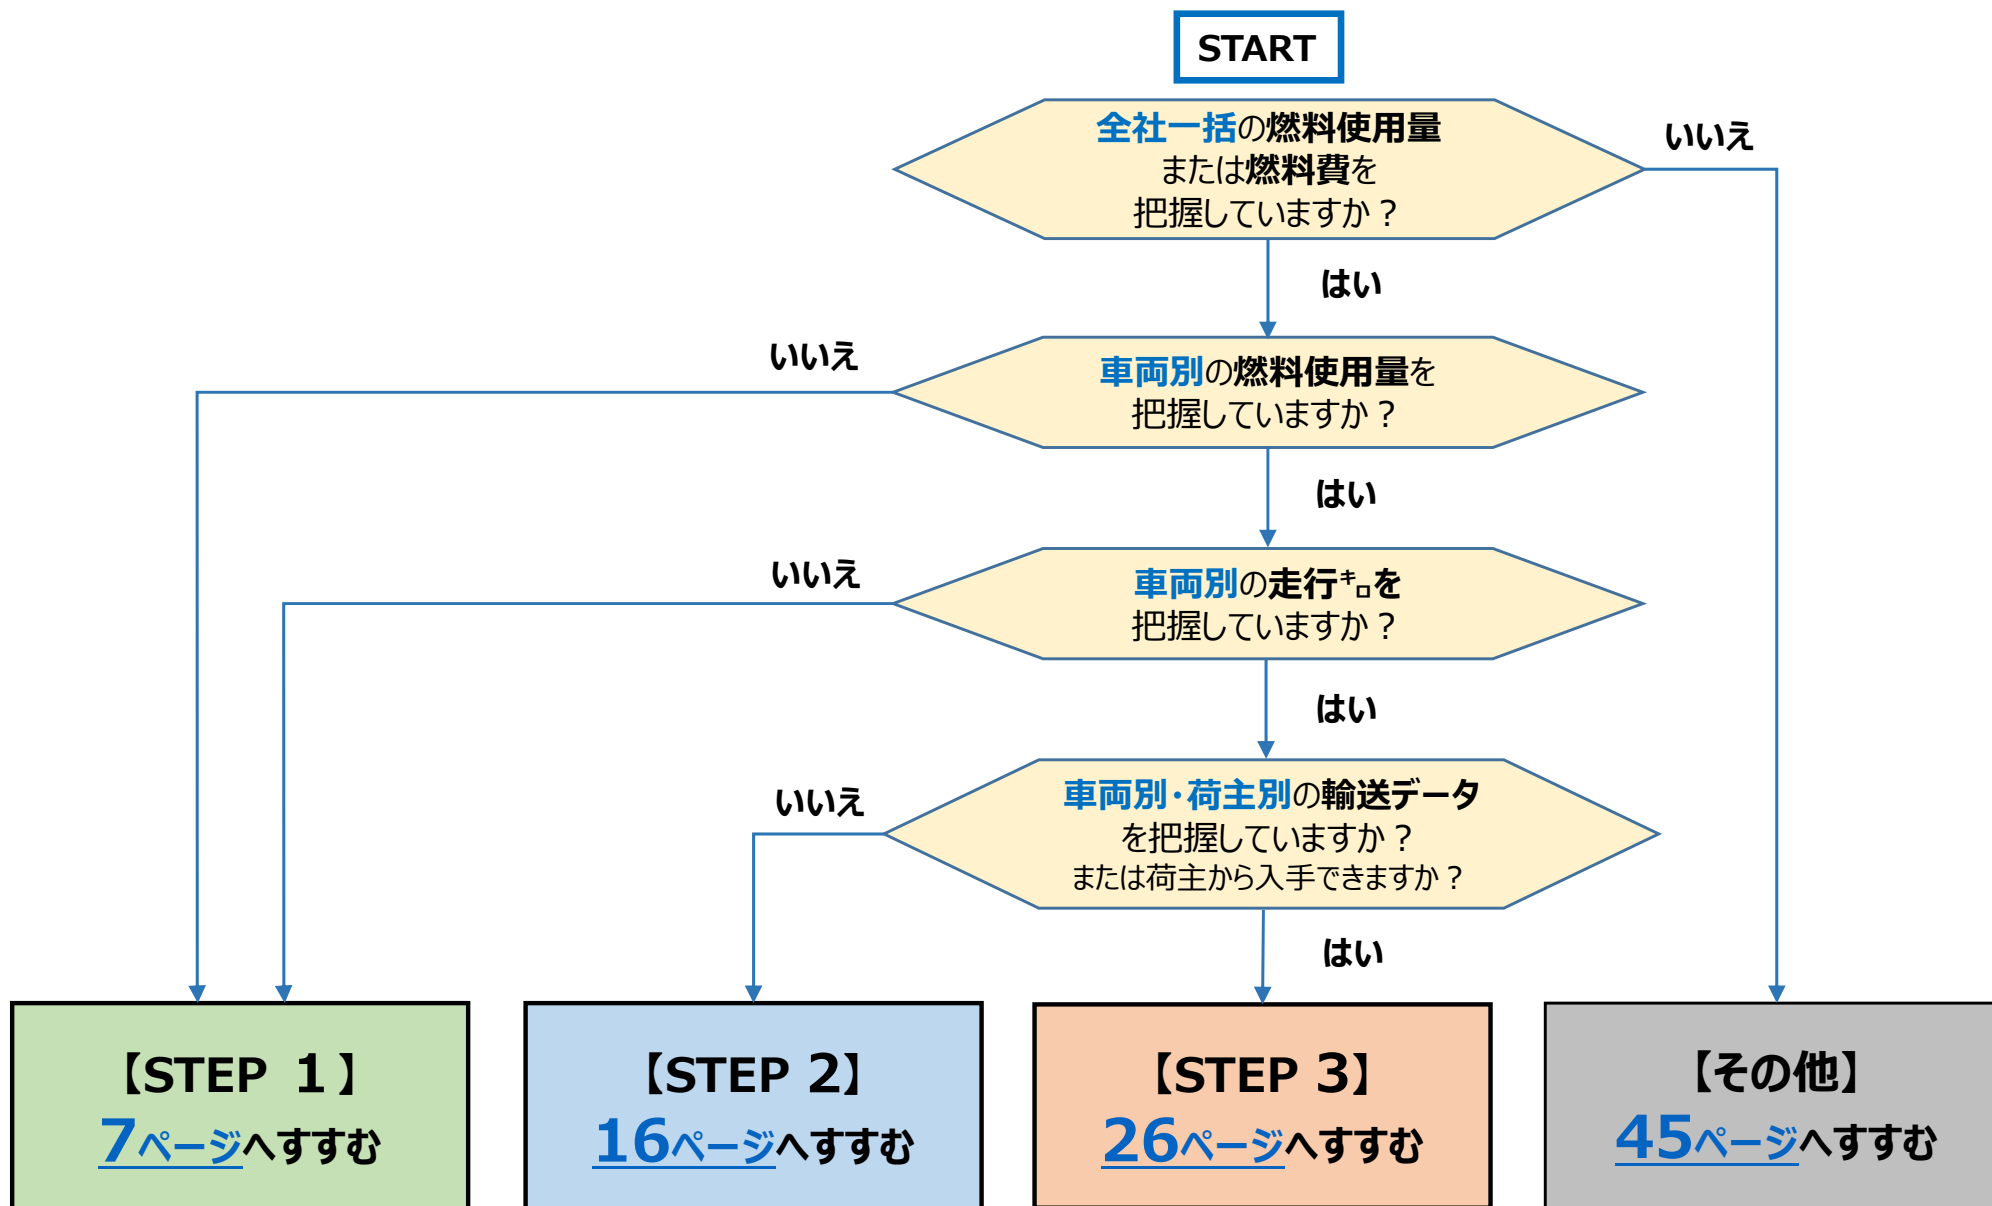 START
全社一括の燃料使用量
または燃料費を
把握していますか？
いいえ
はい
車両別の燃料使用量を
把握していますか？
いいえ
はい
車両別の走行㌔を
把握していますか？
いいえ
はい
車両別・荷主別の輸送データ
を把握していますか？
または荷主から入手できますか？
いいえ
はい
【STEP １】
7ページへすすむ
【STEP 2】
16ページへすすむ
【STEP 3】
26ページへすすむ
【その他】
45ページへすすむ